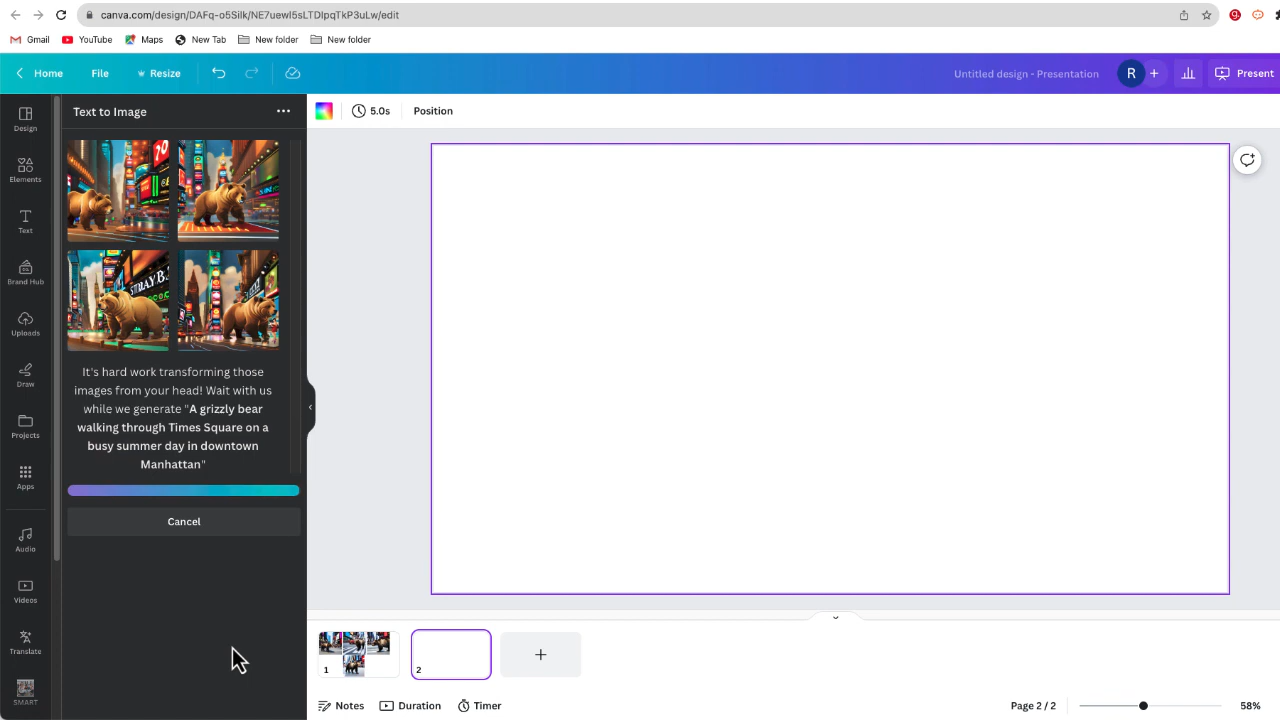 canva.com/design/DAFq-o5Silk/NE7uewI5sLTDIpqTkP3uLw/edit
Gmail
YouTube
Maps
New Tab
New folder
New folder
Home
File
Resize
Untitled design - Presentation
R
Present
Design
Elements
Text
Brand Hub
Uploads
Draw
Projects
Apps
Audio
Videos
Translate
SMART
Text to Image
5.0s
Position
It's hard work transforming those
images from your head! Wait with us
while we generate "A grizzly bear
walking through Times Square on a
busy summer day in downtown
Manhattan"
Cancel
1
2
Notes
Duration
Timer
Page 2 / 2
58%